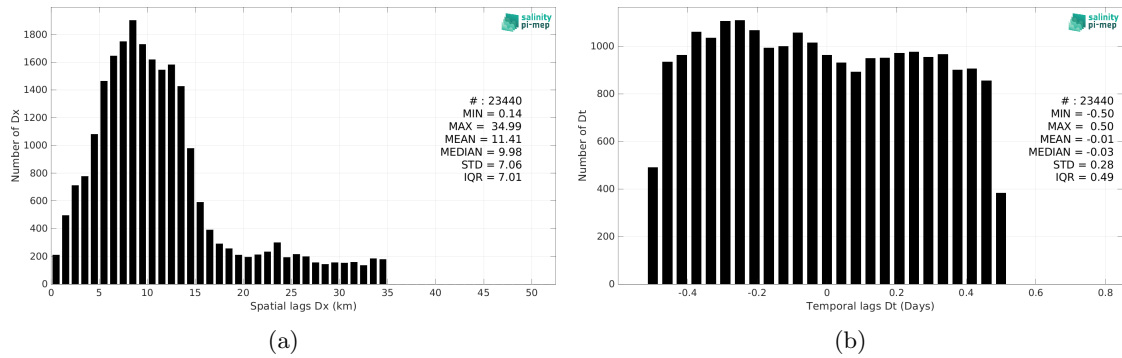 Number of Dx
1800
1600
1400
1200
1000
800
600
400
200
0
0 5 10 15 20 25 30 35 40 45 50
Spatial lags Dx (km)
salinity
pi-mep
# : 23440
MIN = 0.14
MAX = 34.99
MEAN = 11.41
MEDIAN = 9.98
STD = 7.06
IQR = 7.01
(a)
Number of Dt
1000
800
600
400
200
0
-0.4 -0.2 0 0.2 0.4 0.6 0.8
Temporal lags Dt (Days)
salinity
pi-mep
# : 23440
MIN = -0.50
MAX = 0.50
MEAN = -0.01
MEDIAN = -0.03
STD = 0.28
IQR = 0.49
(b)